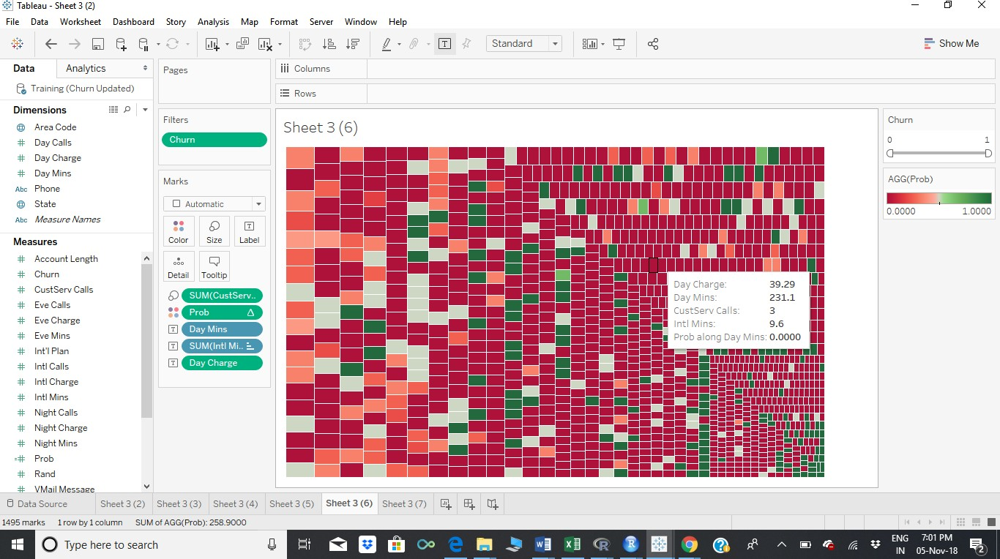 Tableau - Sheet 3 (2)
File Data Worksheet Dashboard Story Analysis Map Format Server Window Help
Standard
Show Me
Data Analytics
Training (Churn Updated)
Dimensions
Area Code
Day Calls
Day Charge
Day Mins
Abc Phone
State
Abc Measure Names
Measures
Account Length
Churn
CustServ Calls
Eve Calls
Eve Charge
Eve Mins
Int'l Plan
Intl Calls
Intl Charge
Intl Mins
Night Calls
Night Charge
Night Mins
Prob
Rand
VMail Message
Pages
Filters
Churn
Marks
Automatic
Color Size Label
Detail Tooltip
SUM(CustServ..
Prob
Day Mins
SUM(Intl Mi..
Day Charge
Columns
Rows
Sheet 3 (6)
Day Charge: 39.29
Day Mins: 231.1
CustServ Calls: 3
Intl Mins: 9.6
Prob along Day Mins: 0.0000
Churn
0 1
AGG(Prob)
0.0000 1.0000
Data Source Sheet 3 (2) Sheet 3 (3) Sheet 3 (4) Sheet 3 (5) Sheet 3 (6) Sheet 3 (7)
1495 marks 1 row by 1 column SUM of AGG(Prob): 258.9000
Type here to search
ENG
IN
7:01 PM
05-Nov-18
2